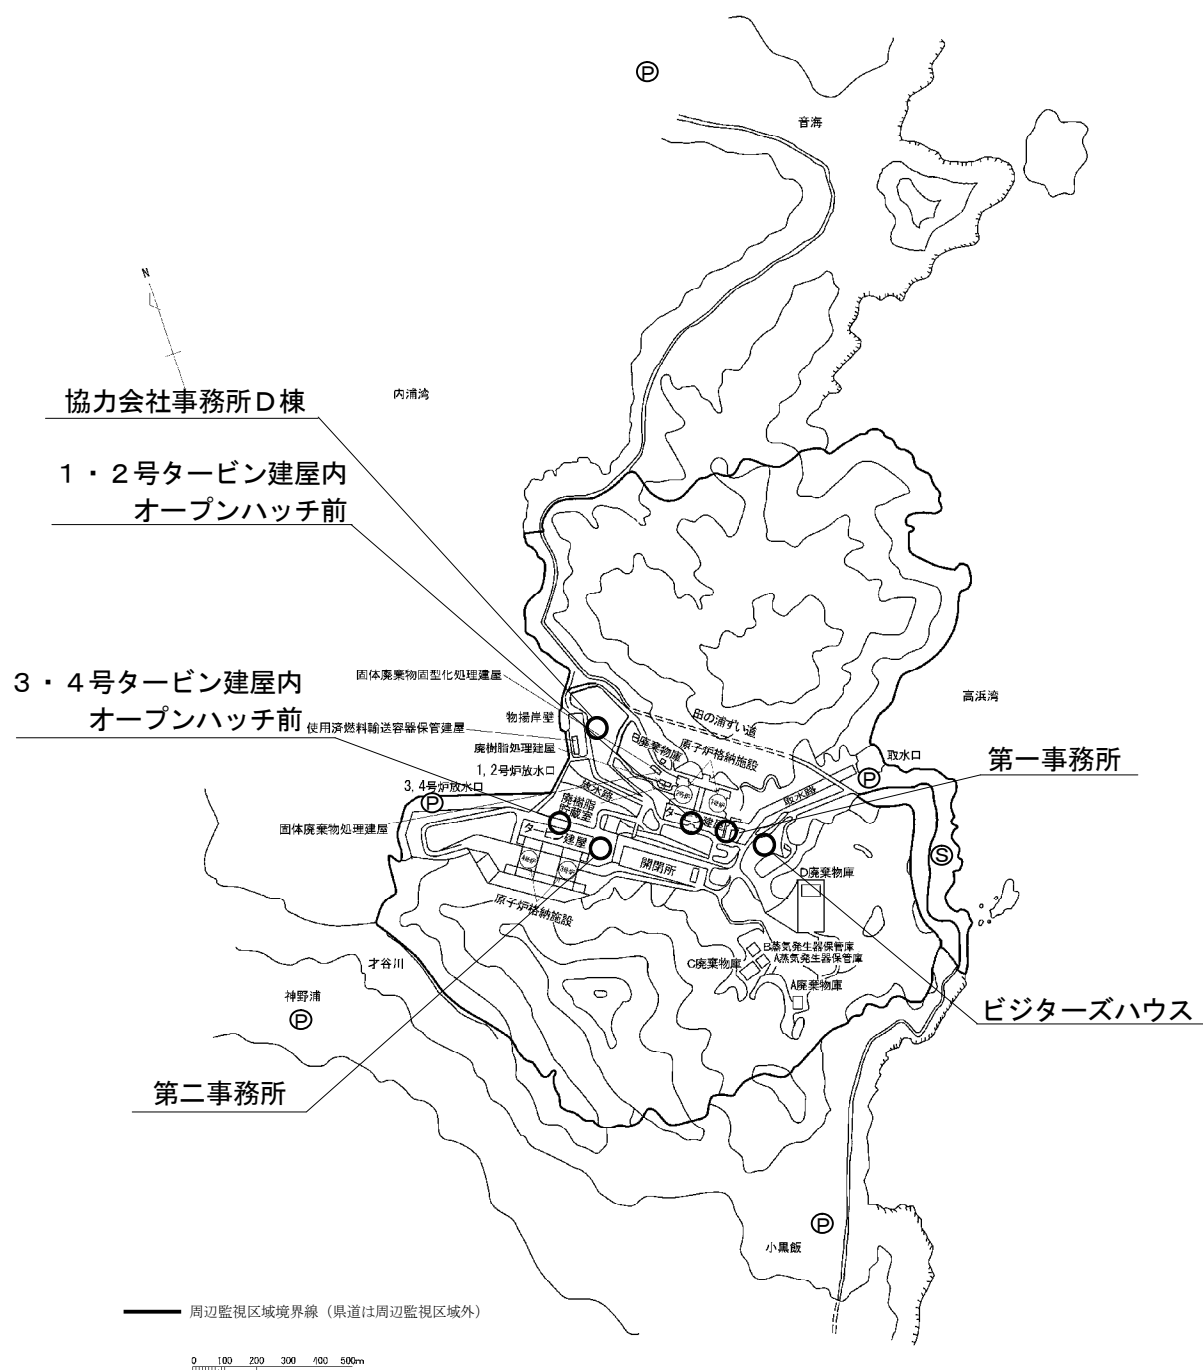 Ⓟ
音海
N
内浦湾
協力会社事務所D棟
１・２号タービン建屋内
オープンハッチ前
３・４号タービン建屋内
オープンハッチ前
固体廃棄物固型化処理建屋
物揚岸壁
使用済燃料輸送容器保管建屋
廃樹脂処理建屋
1,2号炉放水口
3,4号炉放水口
Ⓟ
固体廃棄物処理建屋
田の浦ずい道
B廃棄物庫
原子炉格納施設
高浜湾
取水口
Ⓟ
第一事務所
取水路
放水路
廃樹脂
貯蔵室
タービン建屋
タービン建屋
開閉所
Ⓢ
原子炉格納施設
D廃棄物庫
B蒸気発生器保管庫
A蒸気発生器保管庫
C廃棄物庫
A廃棄物庫
才谷川
神野浦
Ⓟ
ビジターズハウス
第二事務所
Ⓟ
小黒飯
周辺監視区域境界線（県道は周辺監視区域外）
0 100 200 300 400 500m